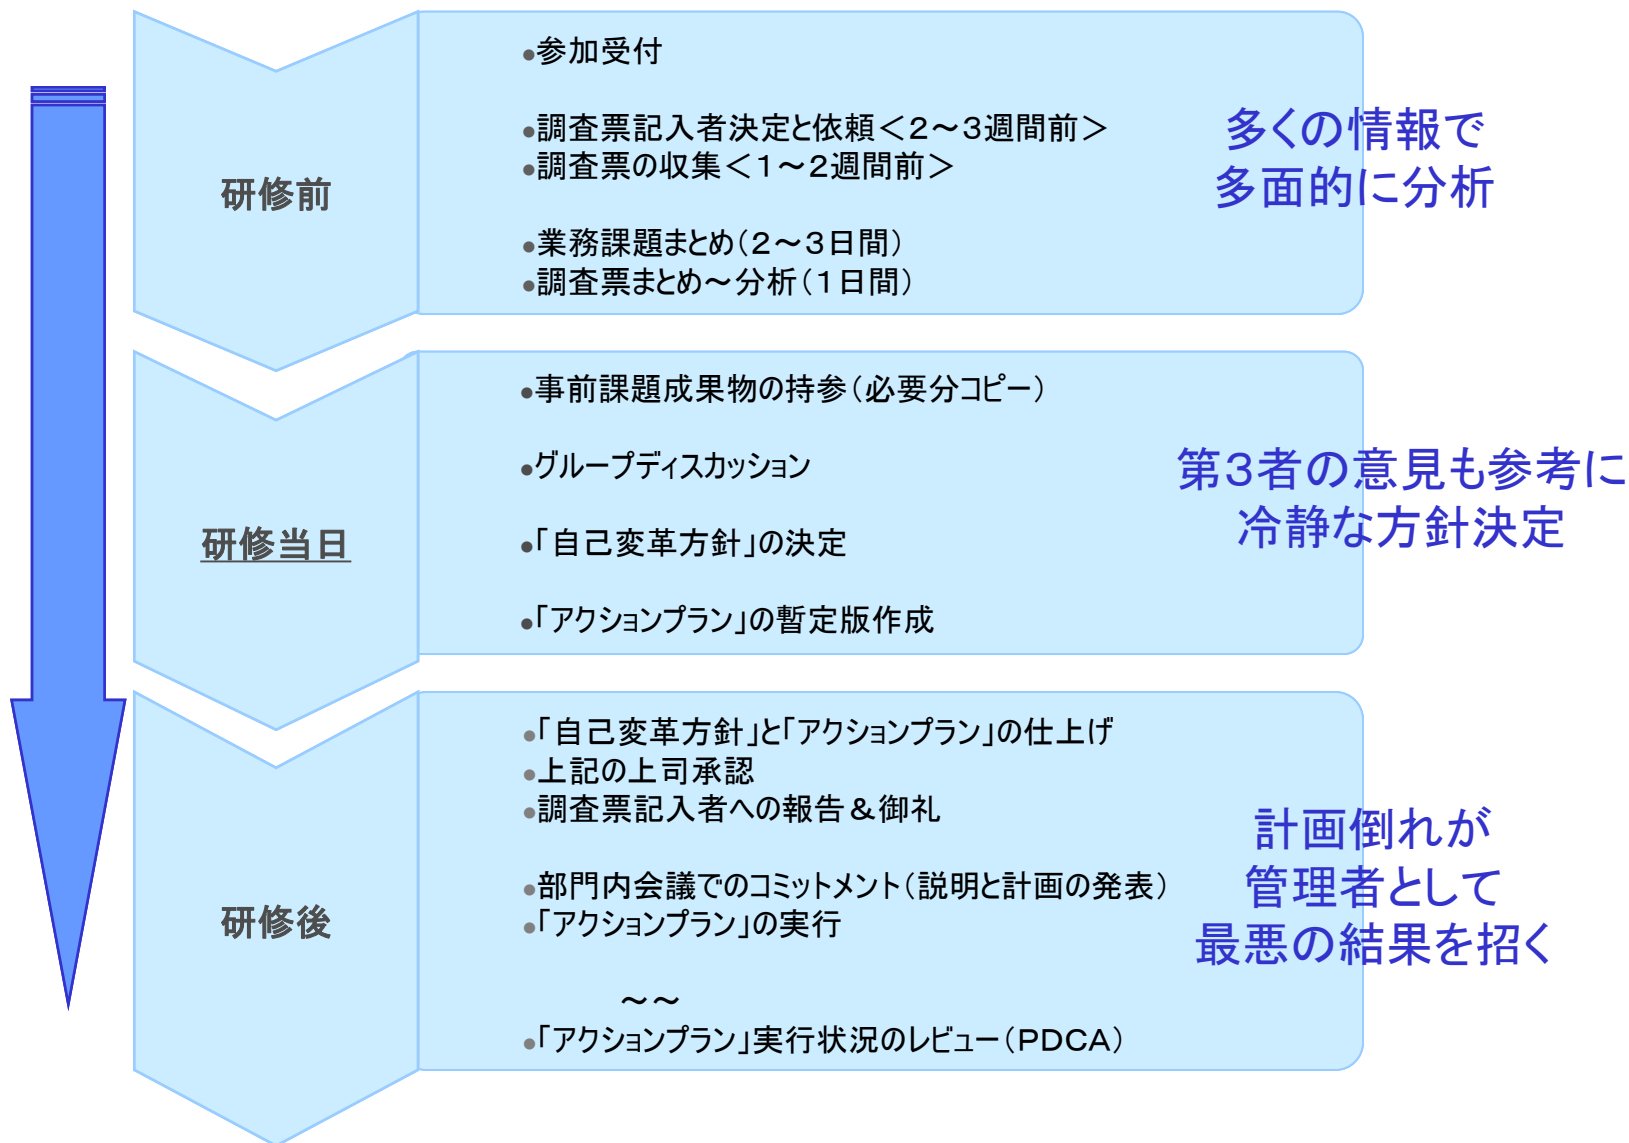 研修前
●参加受付
●調査票記入者決定と依頼＜２～３週間前＞
●調査票の収集＜１～２週間前＞
●業務課題まとめ（２～３日間）
●調査票まとめ～分析（１日間）
多くの情報で
多面的に分析
研修当日
●事前課題成果物の持参（必要分コピー）
●グループディスカッション
●「自己変革方針」の決定
●「アクションプラン」の暫定版作成
第３者の意見も参考に
冷静な方針決定
研修後
●「自己変革方針」と「アクションプラン」の仕上げ
●上記の上司承認
●調査票記入者への報告＆御礼
●部門内会議でのコミットメント（説明と計画の発表）
●「アクションプラン」の実行
～～
●「アクションプラン」実行状況のレビュー（ＰＤＣＡ）
計画倒れが
管理者として
最悪の結果を招く